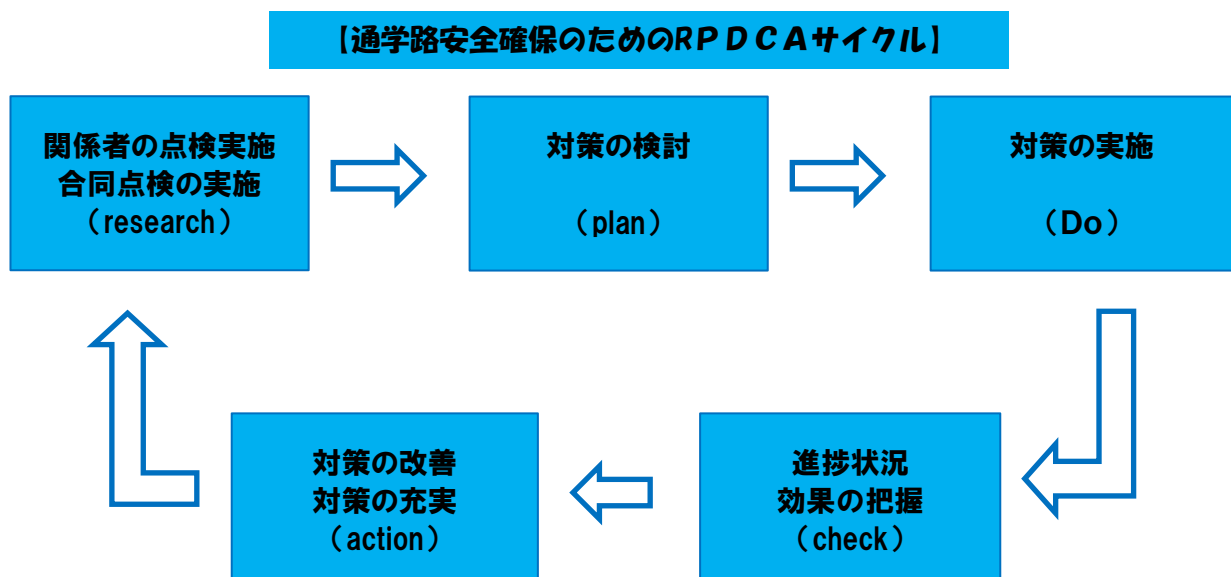 【通学路安全確保のためのRPDCAサイクル】
関係者の点検実施
合同点検の実施
（research）
対策の検討
（plan）
対策の実施
（Do）
進捗状況
効果の把握
（check）
対策の改善
対策の充実
（action）